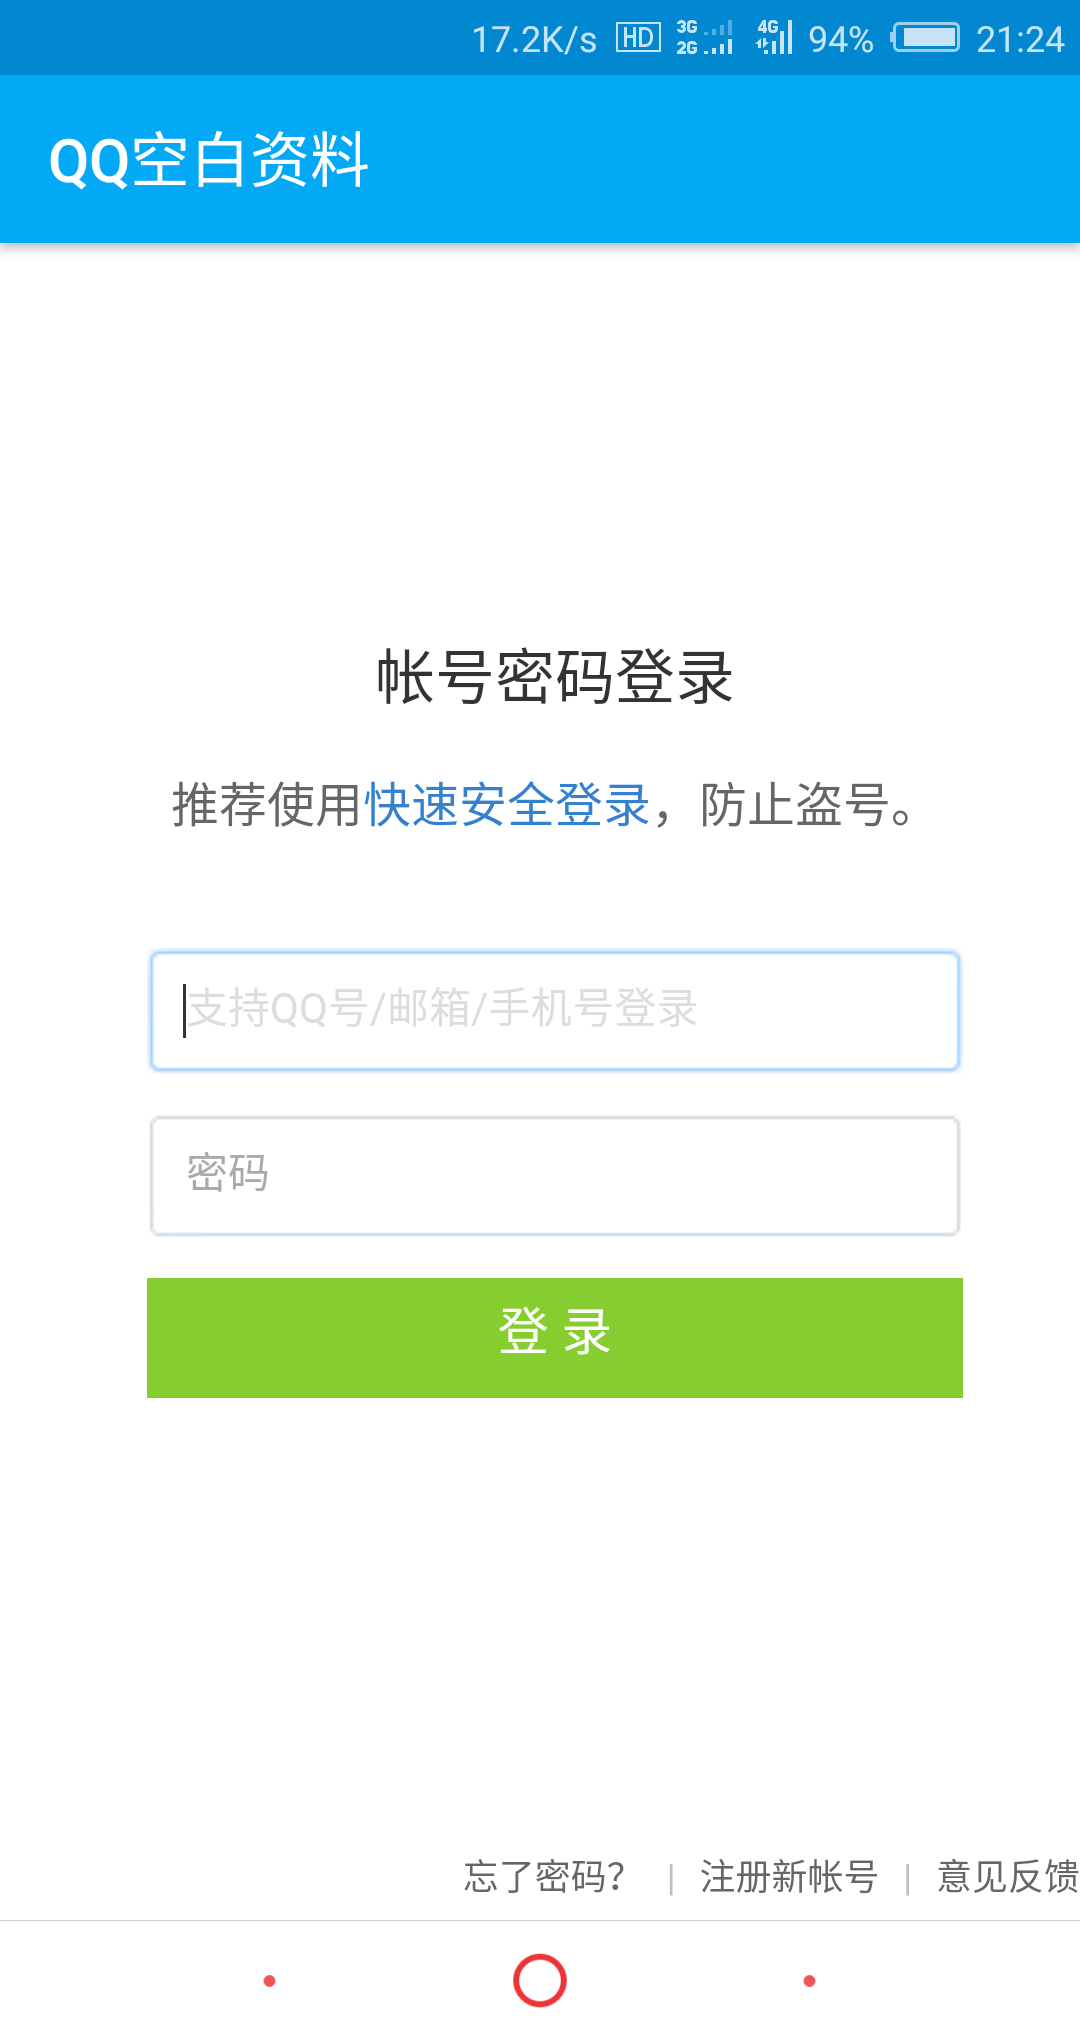 17.2K/s HD 3G 2G 4G 94% 21:24
QQ空白资料
帐号密码登录
推荐使用快速安全登录，防止盗号。
支持QQ号/邮箱/手机号登录
密码
登 录
忘了密码？ | 注册新帐号 | 意见反馈